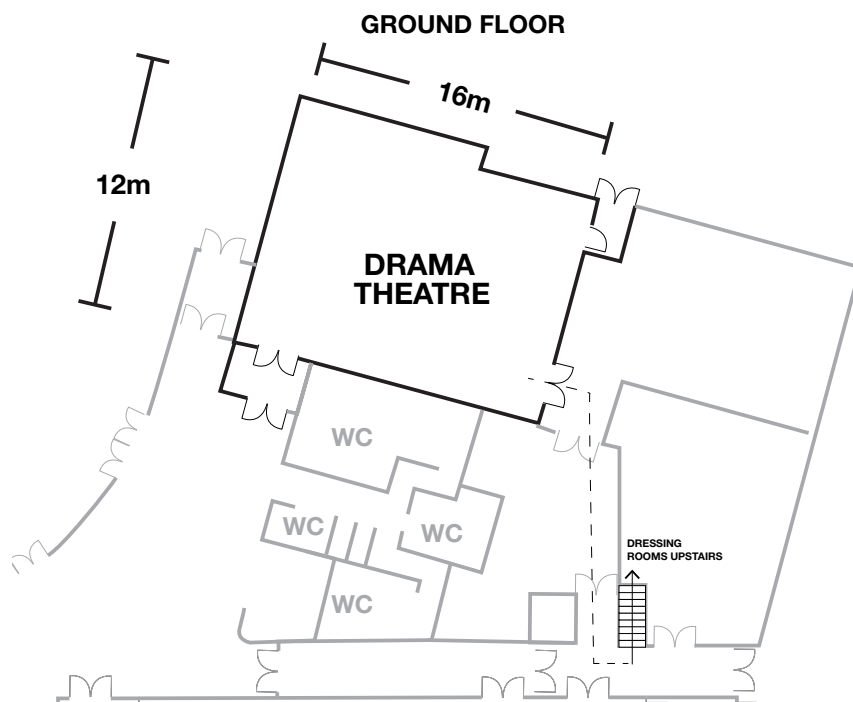 GROUND FLOOR
16m
12m
DRAMA
THEATRE
WC
WC
WC
DRESSING
ROOMS UPSTAIRS
WC